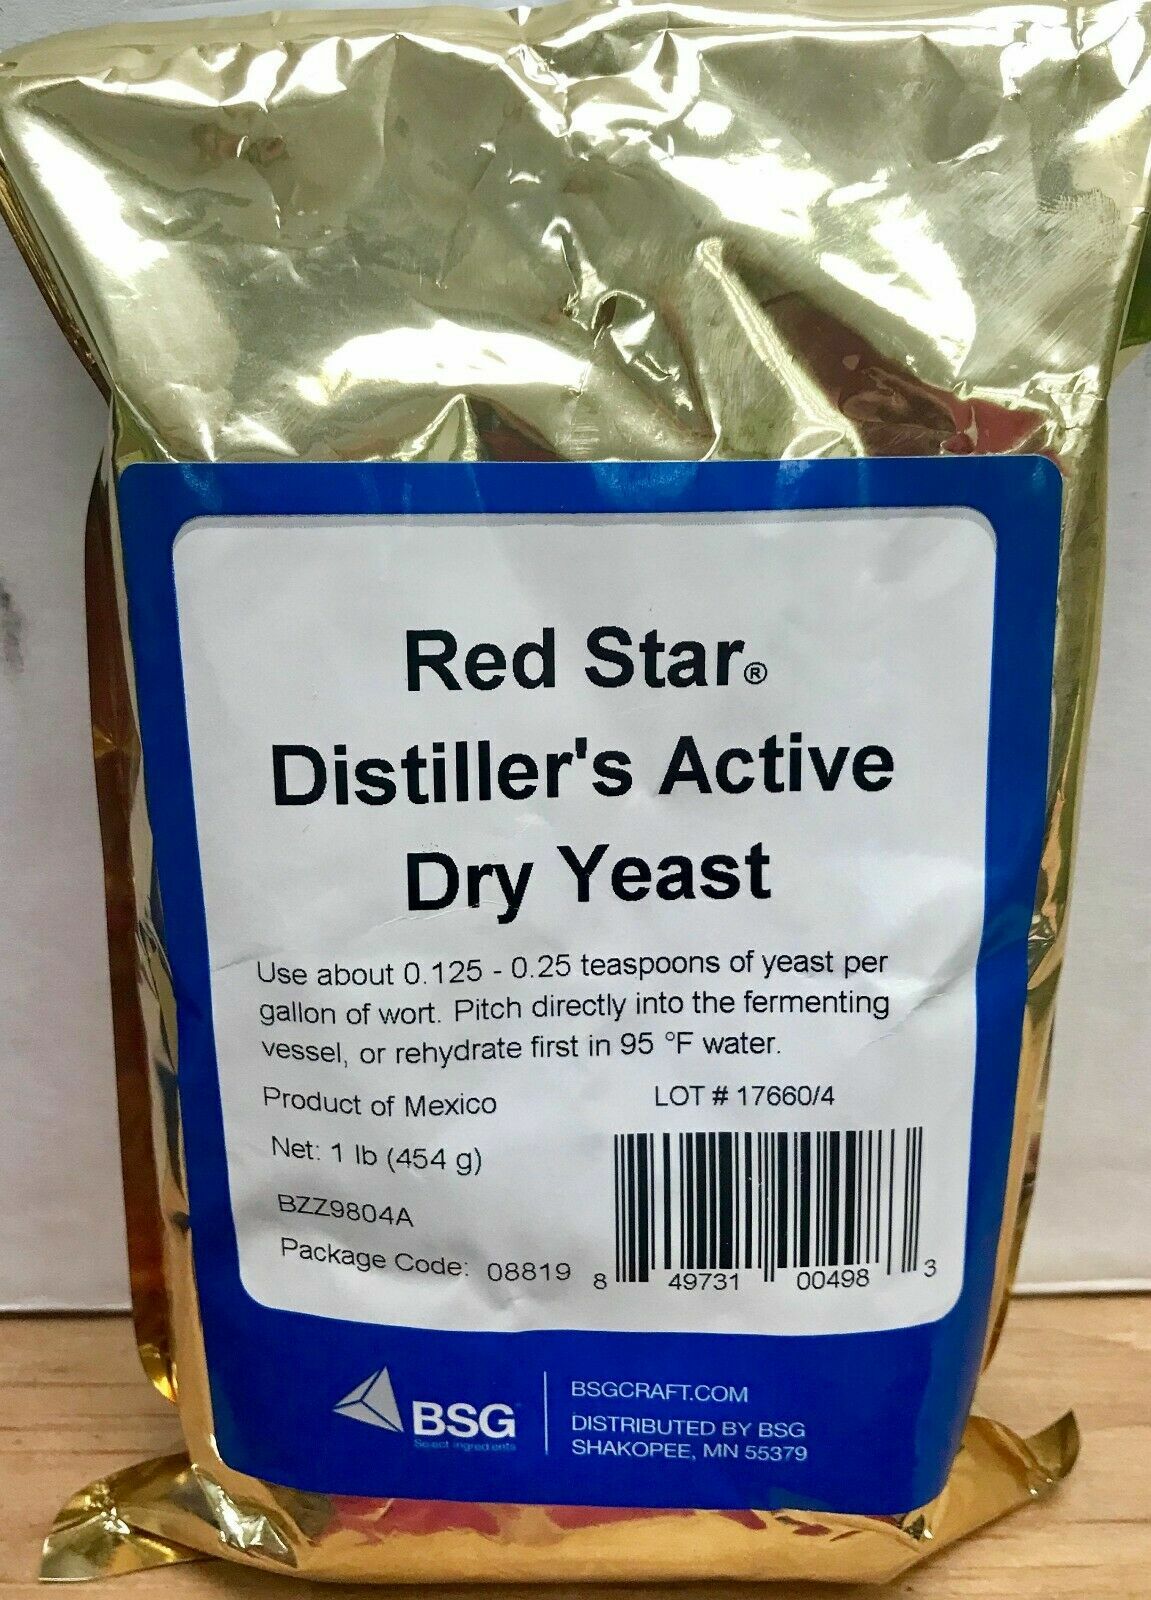 Red Star®
Distiller's Active
Dry Yeast
Use about 0.125 - 0.25 teaspoons of yeast per
gallon of wort. Pitch directly into the fermenting
vessel, or rehydrate first in 95 °F water.
Product of Mexico
LOT # 17660/4
Net: 1 lb (454 g)
BZZ9804A
Package Code: 08819
8 49731 00498 3
BSG
Select Ingredients
BSGCRAFT.COM
DISTRIBUTED BY BSG
SHAKOPEE, MN 55379